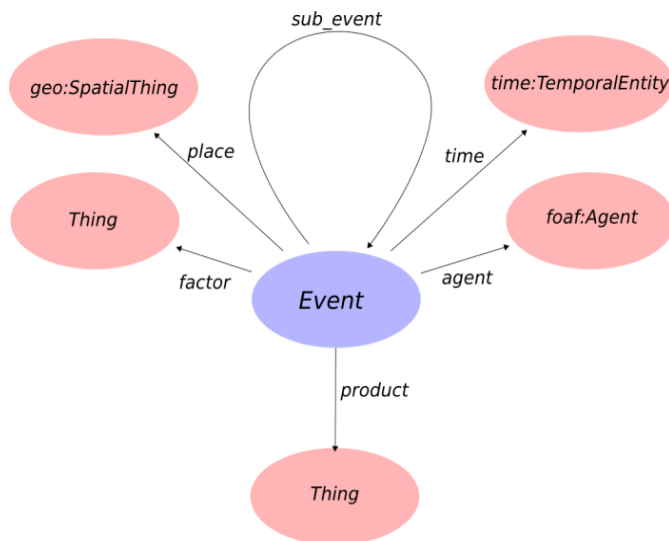 sub_event
geo:SpatialThing
time:TemporalEntity
place
time
Thing
foaf:Agent
factor
agent
Event
product
Thing